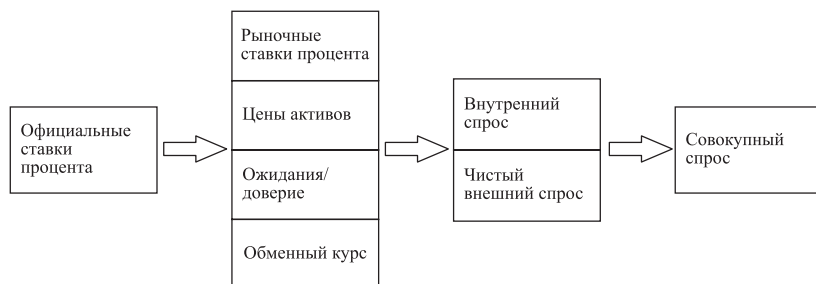 Официальные
ставки
процента
Рыночные
ставки процента
Цены активов
Ожидания/
доверие
Обменный курс
Внутренний
спрос
Чистый
внешний спрос
Совокупный
спрос